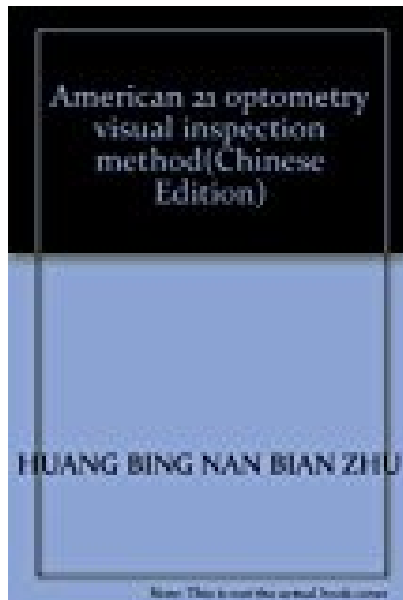 American 21 optometry
visual inspection
method(Chinese
Edition)
HUANG BING NAN BIAN ZHU
Note: This is not the actual book cover